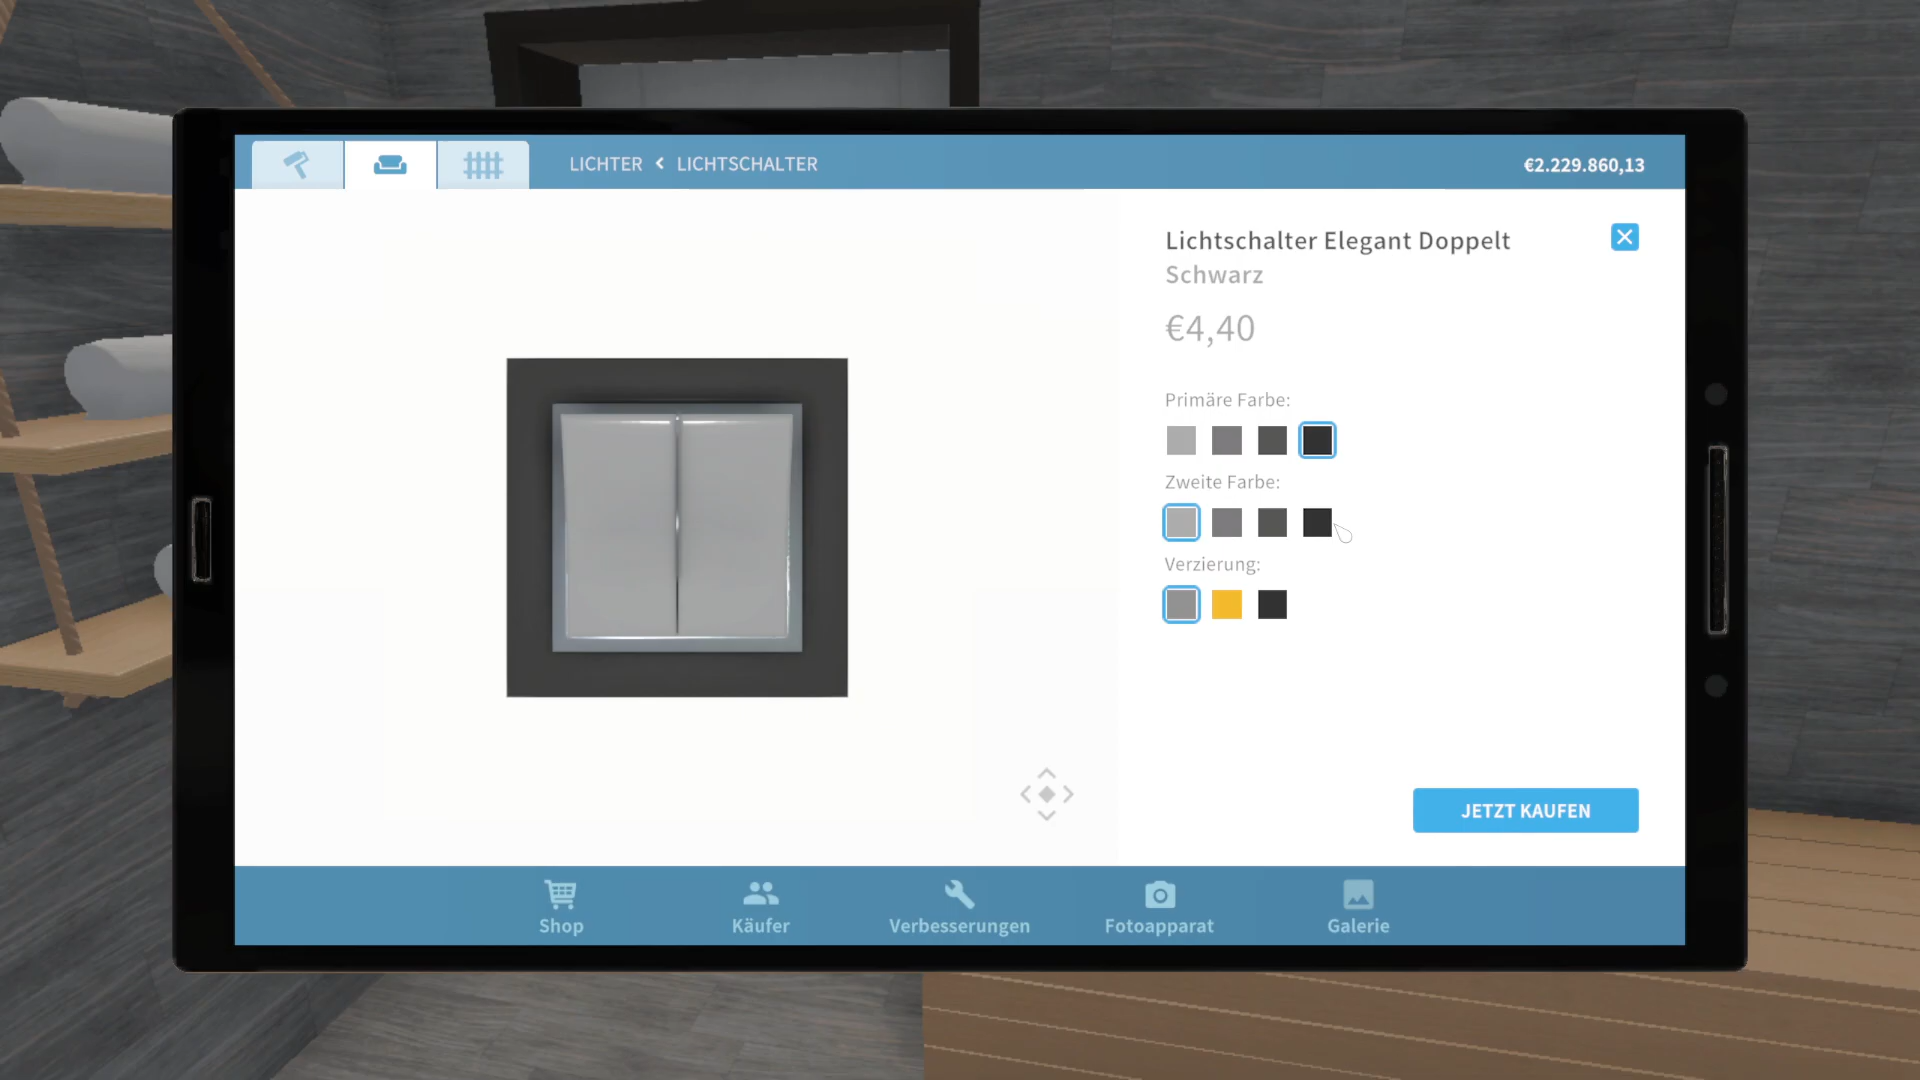 LICHTER < LICHTSCHALTER
€2.229.860,13
Lichtschalter Elegant Doppelt
Schwarz
€4,40
Primäre Farbe:
Zweite Farbe:
Verzierung:
JETZT KAUFEN
Shop
Käufer
Verbesserungen
Fotoapparat
Galerie